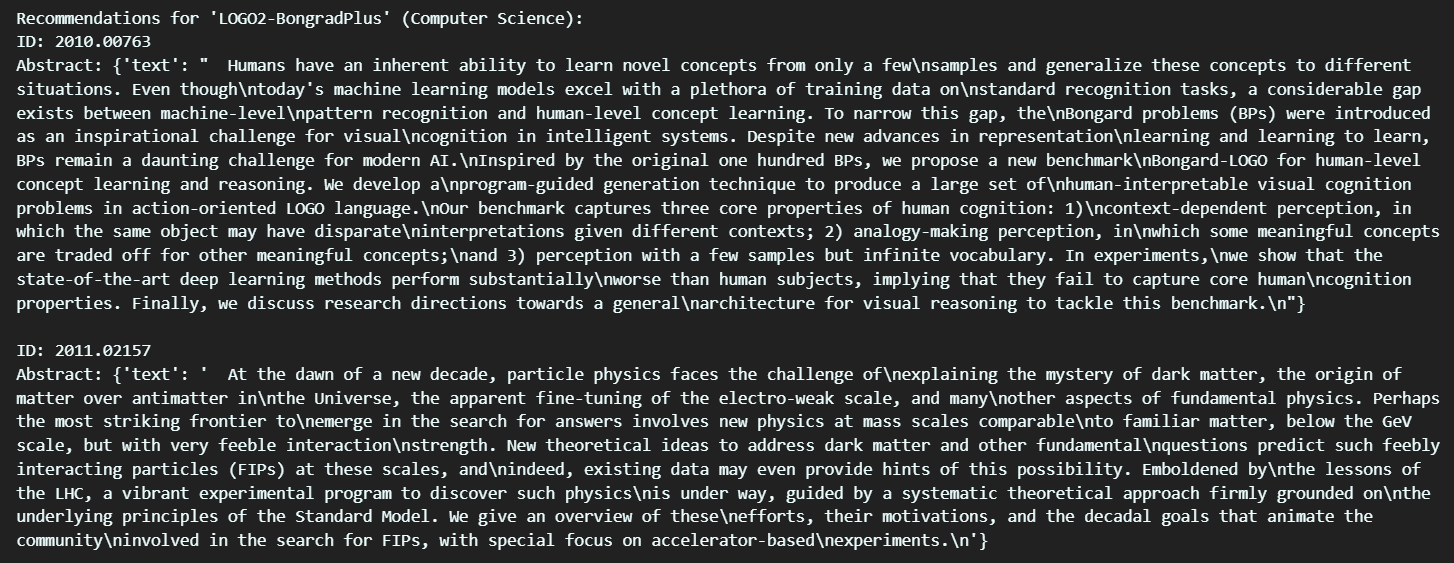 Recommendations for 'LOGO2-BongradPlus' (Computer Science):
ID: 2010.00763
Abstract: {'text': "  Humans have an inherent ability to learn novel concepts from only a few\nsamples and generalize these concepts to different
situations. Even though\ntoday's machine learning models excel with a plethora of training data on\nstandard recognition tasks, a considerable gap
exists between machine-level\npattern recognition and human-level concept learning. To narrow this gap, the\nBongard problems (BPs) were introduced
as an inspirational challenge for visual\ncognition in intelligent systems. Despite new advances in representation\nlearning and learning to learn,
BPs remain a daunting challenge for modern AI.\nInspired by the original one hundred BPs, we propose a new benchmark\nBongard-LOGO for human-level
concept learning and reasoning. We develop a\nprogram-guided generation technique to produce a large set of\nhuman-interpretable visual cognition
problems in action-oriented LOGO language.\nOur benchmark captures three core properties of human cognition: 1)\ncontext-dependent perception, in
which the same object may have disparate\ninterpretations given different contexts; 2) analogy-making perception, in\nwhich some meaningful concepts
are traded off for other meaningful concepts;\nand 3) perception with a few samples but infinite vocabulary. In experiments,\nwe show that the
state-of-the-art deep learning methods perform substantially\nworse than human subjects, implying that they fail to capture core human\ncognition
properties. Finally, we discuss research directions towards a general\narchitecture for visual reasoning to tackle this benchmark.\n"}
ID: 2011.02157
Abstract: {'text': '  At the dawn of a new decade, particle physics faces the challenge of\nexplaining the mystery of dark matter, the origin of
matter over antimatter in\nthe Universe, the apparent fine-tuning of the electro-weak scale, and many\nother aspects of fundamental physics. Perhaps
the most striking frontier to\nemerge in the search for answers involves new physics at mass scales comparable\nto familiar matter, below the GeV
scale, but with very feeble interaction\nstrength. New theoretical ideas to address dark matter and other fundamental\nquestions predict such feebly
interacting particles (FIPs) at these scales, and\nindeed, existing data may even provide hints of this possibility. Emboldened by\nthe lessons of
the LHC, a vibrant experimental program to discover such physics\nis under way, guided by a systematic theoretical approach firmly grounded on\nthe
underlying principles of the Standard Model. We give an overview of these\nefforts, their motivations, and the decadal goals that animate the
community\ninvolved in the search for FIPs, with special focus on accelerator-based\nexperiments.\n'}